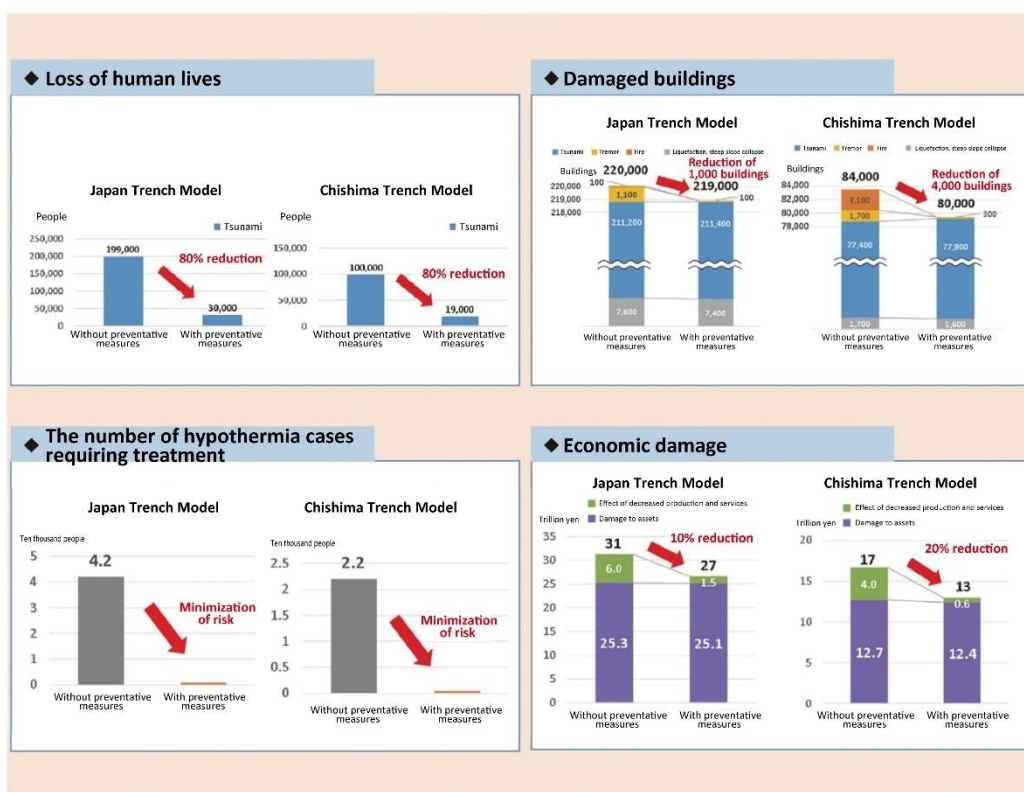 ◆ Loss of human lives
Japan Trench Model
People
Tsunami
250,000
200,000
150,000
100,000
50,000
0
199,000
80% reduction
30,000
Without preventative
measures
With preventative
measures
Chishima Trench Model
People
Tsunami
150,000
100,000
50,000
0
100,000
80% reduction
19,000
Without preventative
measures
With preventative
measures
◆ Damaged buildings
Japan Trench Model
Tsunami Tremor Fire Liquefaction, steep slope collapse
Buildings
220,000
219,000
218,000
220,000
Reduction of
1,000 buildings
219,000
100
1,100
100
211,200
211,400
7,600
7,400
Without preventative
measures
With preventative
measures
Chishima Trench Model
Tsunami Tremor Fire Liquefaction, steep slope collapse
Buildings
84,000
82,000
80,000
78,000
84,000
Reduction of
4,000 buildings
80,000
3,100
1,700
300
77,400
77,900
1,700
1,600
Without preventative
measures
With preventative
measures
◆ The number of hypothermia cases
requiring treatment
Japan Trench Model
Ten thousand people
5
4
3
2
1
0
4.2
Minimization
of risk
Without preventative
measures
With preventative
measures
Chishima Trench Model
Ten thousand people
2.5
2
1.5
1
0.5
0
2.2
Minimization
of risk
Without preventative
measures
With preventative
measures
◆ Economic damage
Japan Trench Model
Effect of decreased production and services
Trillion yen
Damage to assets
35
30
25
20
15
10
5
0
31
10% reduction
27
6.0
1.5
25.3
25.1
Without preventative
measures
With preventative
measures
Chishima Trench Model
Effect of decreased production and services
Trillion yen
Damage to assets
20
15
10
5
0
17
20% reduction
13
4.0
0.6
12.7
12.4
Without preventative
measures
With preventative
measures